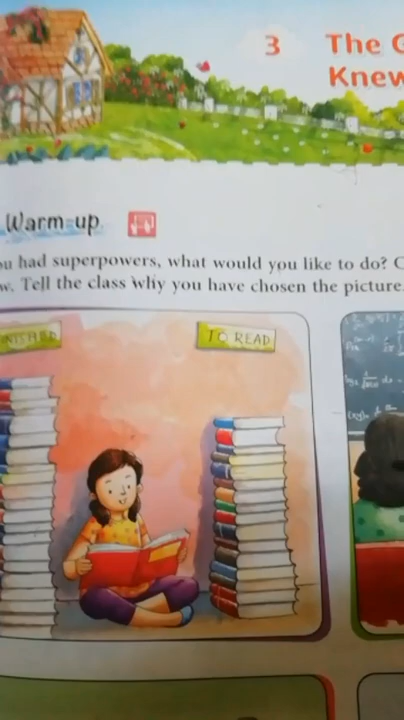 3
The
Knew
Warm-up
had superpowers, what would you like to do?
Tell the class why you have chosen the picture
TO READ